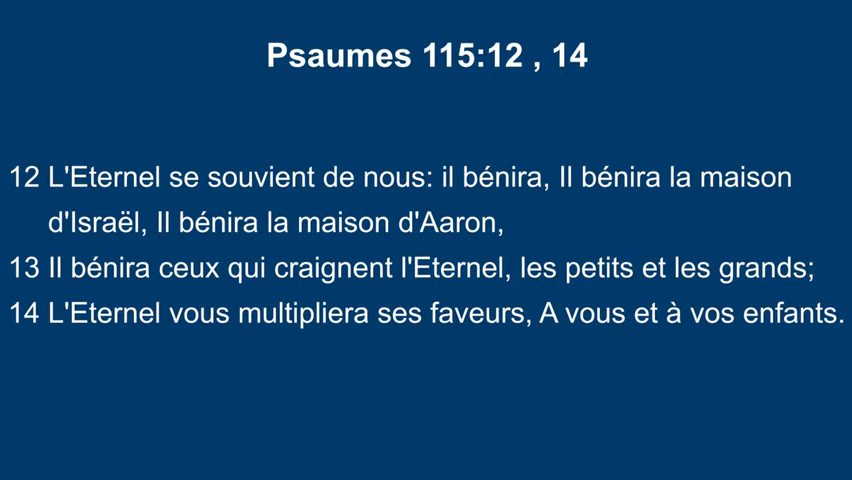 Psaumes 115:12 , 14
12 L'Eternel se souvient de nous: il bénira, Il bénira la maison
d'Israël, Il bénira la maison d'Aaron,
13 Il bénira ceux qui craignent l'Eternel, les petits et les grands;
14 L'Eternel vous multipliera ses faveurs, A vous et à vos enfants.